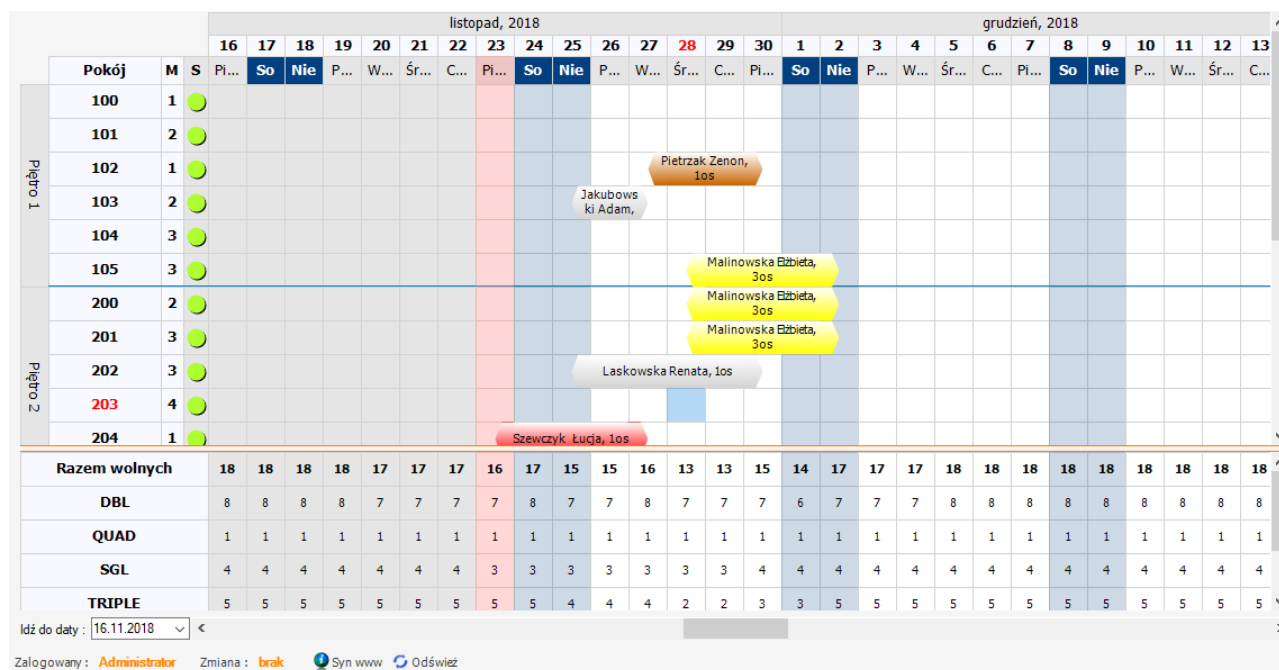 listopad, 2018 grudzień, 2018
16 17 18 19 20 21 22 23 24 25 26 27 28 29 30 1 2 3 4 5 6 7 8 9 10 11 12 13
Pokój M S Pi... So Nie P... W... Śr... C... Pi... So Nie P... W... Śr... C... Pi... So Nie P... W... Śr... C... Pi... So Nie P... W... Śr... C...
Piętro 1
100 1
101 2
102 1 Pietrzak Zenon,
1os
103 2 Jakubows
ki Adam,
104 3
105 3 Malinowska Elżbieta,
3os
Piętro 2
200 2 Malinowska Elżbieta,
3os
201 3 Malinowska Elżbieta,
3os
202 3 Laskowska Renata, 1os
203 4
204 1 Szewczyk Łucja, 1os
Razem wolnych 18 18 18 18 17 17 17 16 17 15 15 16 13 13 15 14 17 17 17 18 18 18 18 18 18 18 18 18
DBL 8 8 8 8 7 7 7 7 8 7 7 8 7 7 7 6 7 7 7 8 8 8 8 8 8 8 8 8
QUAD 1 1 1 1 1 1 1 1 1 1 1 1 1 1 1 1 1 1 1 1 1 1 1 1 1 1 1 1
SGL 4 4 4 4 4 4 4 3 3 3 3 3 3 3 4 4 4 4 4 4 4 4 4 4 4 4 4 4
TRIPLE 5 5 5 5 5 5 5 5 5 4 4 4 2 2 3 3 5 5 5 5 5 5 5 5 5 5 5 5
Idź do daty : 16.11.2018
Zalogowany : Administrator Zmiana : brak Syn www Odśwież